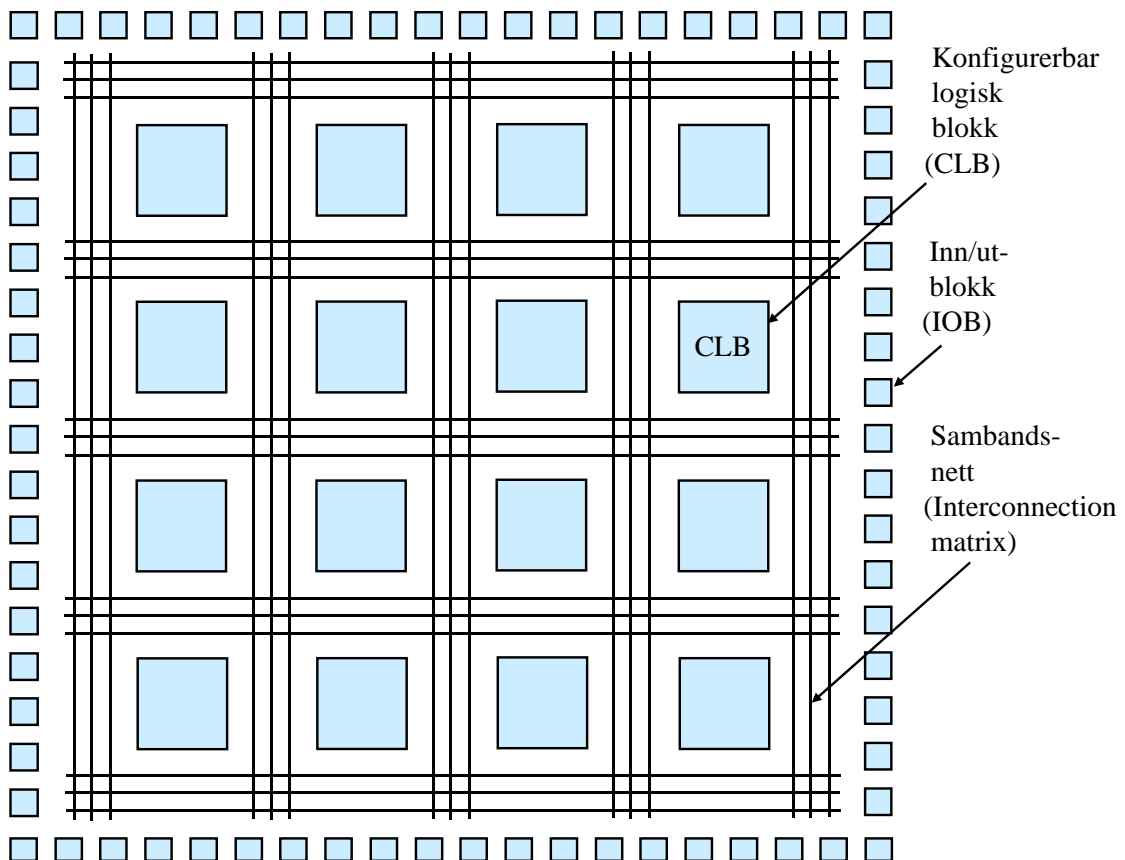 Konfigurerbar
logisk
blokk
(CLB)
Inn/ut-
blokk
(IOB)
CLB
Sambands-
nett
(Interconnection
matrix)